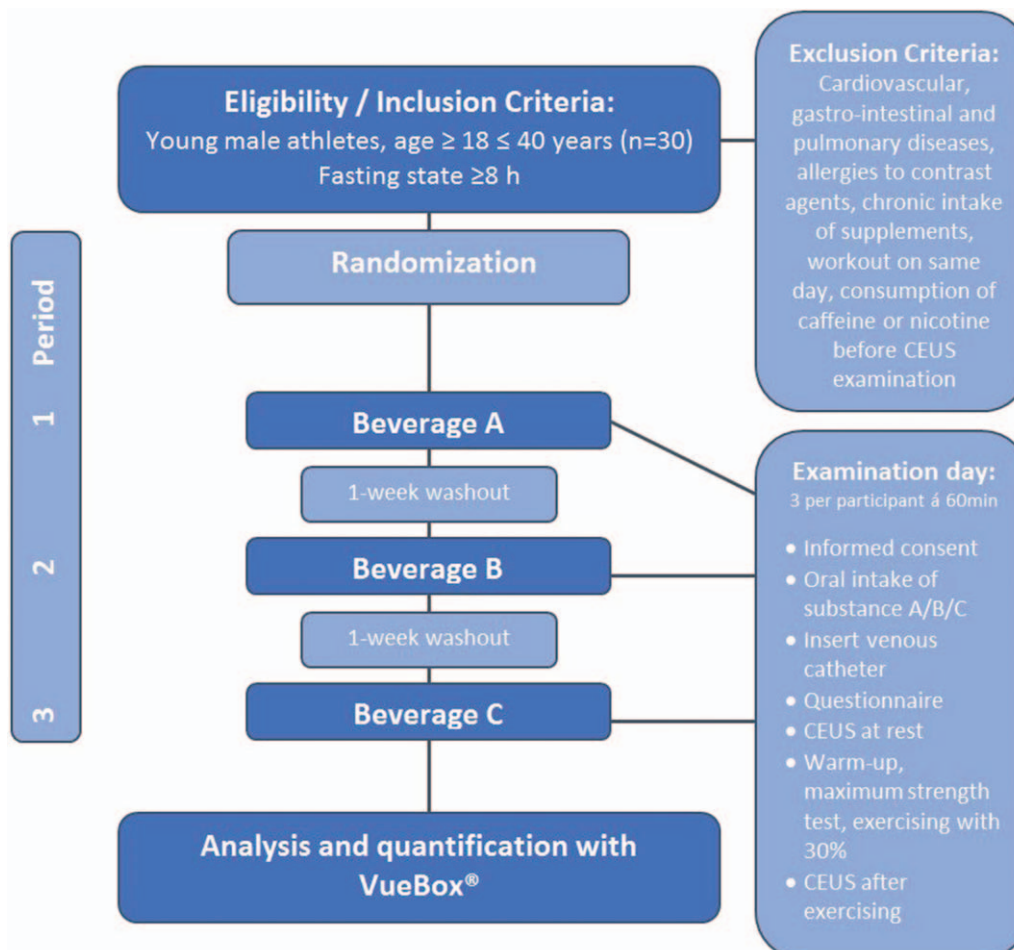 Eligibility / Inclusion Criteria:
Young male athletes, age ≥ 18 ≤ 40 years (n=30)
Fasting state ≥8 h
Exclusion Criteria:
Cardiovascular,
gastro-intestinal and
pulmonary diseases,
allergies to contrast
agents, chronic intake
of supplements,
workout on same
day, consumption of
caffeine or nicotine
before CEUS
examination
Randomization
Period
1
2
3
Beverage A
1-week washout
Beverage B
1-week washout
Beverage C
Analysis and quantification with
VueBox®
Examination day:
3 per participant á 60min
• Informed consent
• Oral intake of
substance A/B/C
• Insert venous
catheter
• Questionnaire
• CEUS at rest
• Warm-up,
maximum strength
test, exercising with
30%
• CEUS after
exercising